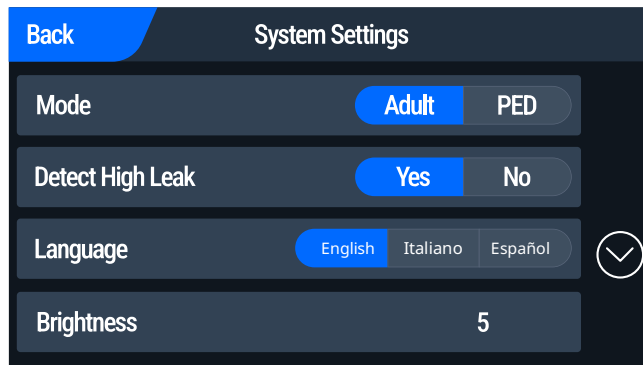 Back System Settings
Mode Adult PED
Detect High Leak Yes No
Language English Italiano Español
Brightness 5